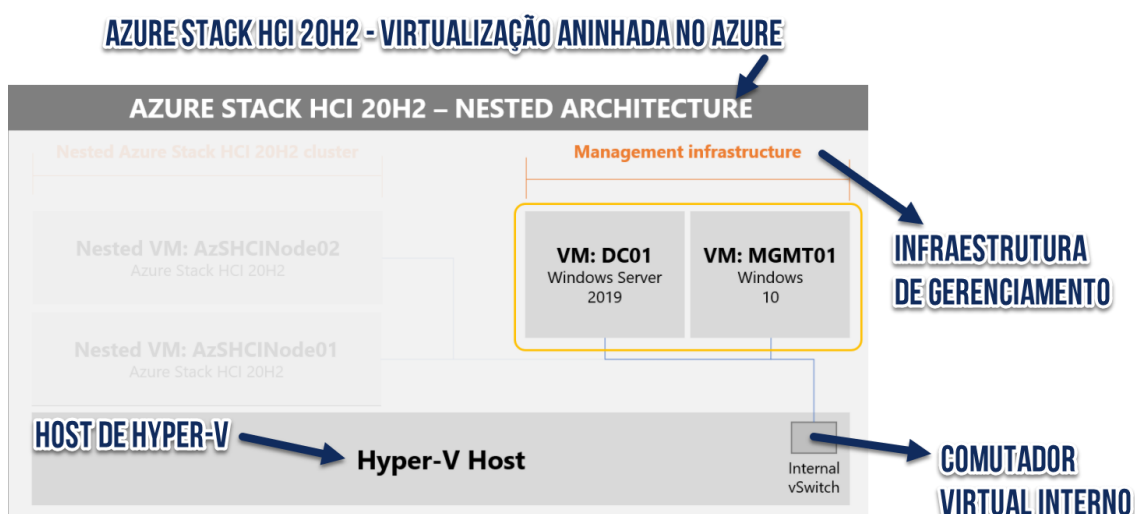 AZURE STACK HCI 20H2 - VIRTUALIZAÇÃO ANINHADA NO AZURE
AZURE STACK HCI 20H2 – NESTED ARCHITECTURE
Nested Azure Stack HCI 20H2 cluster
Management infrastructure
Nested VM: AzSHCINode02
Azure Stack HCI 20H2
VM: DC01
Windows Server
2019
VM: MGMT01
Windows
10
INFRAESTRUTURA
DE GERENCIAMENTO
Nested VM: AzSHCINode01
Azure Stack HCI 20H2
HOST DE HYPER-V
Hyper-V Host
Internal
vSwitch
COMUTADOR
VIRTUAL INTERNO